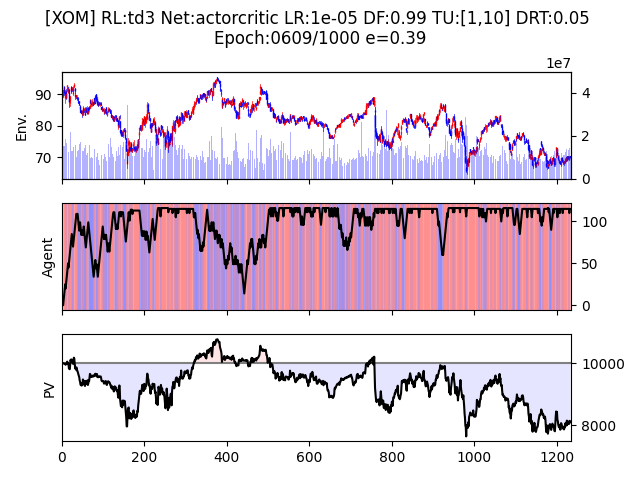 [XOM] RL:td3 Net:actorcritic LR:1e-05 DF:0.99 TU:[1,10] DRT:0.05
Epoch:0609/1000 e=0.39
1e7
Env.
90
80
70
4
2
0
Agent
100
50
0
PV
10000
8000
0 200 400 600 800 1000 1200